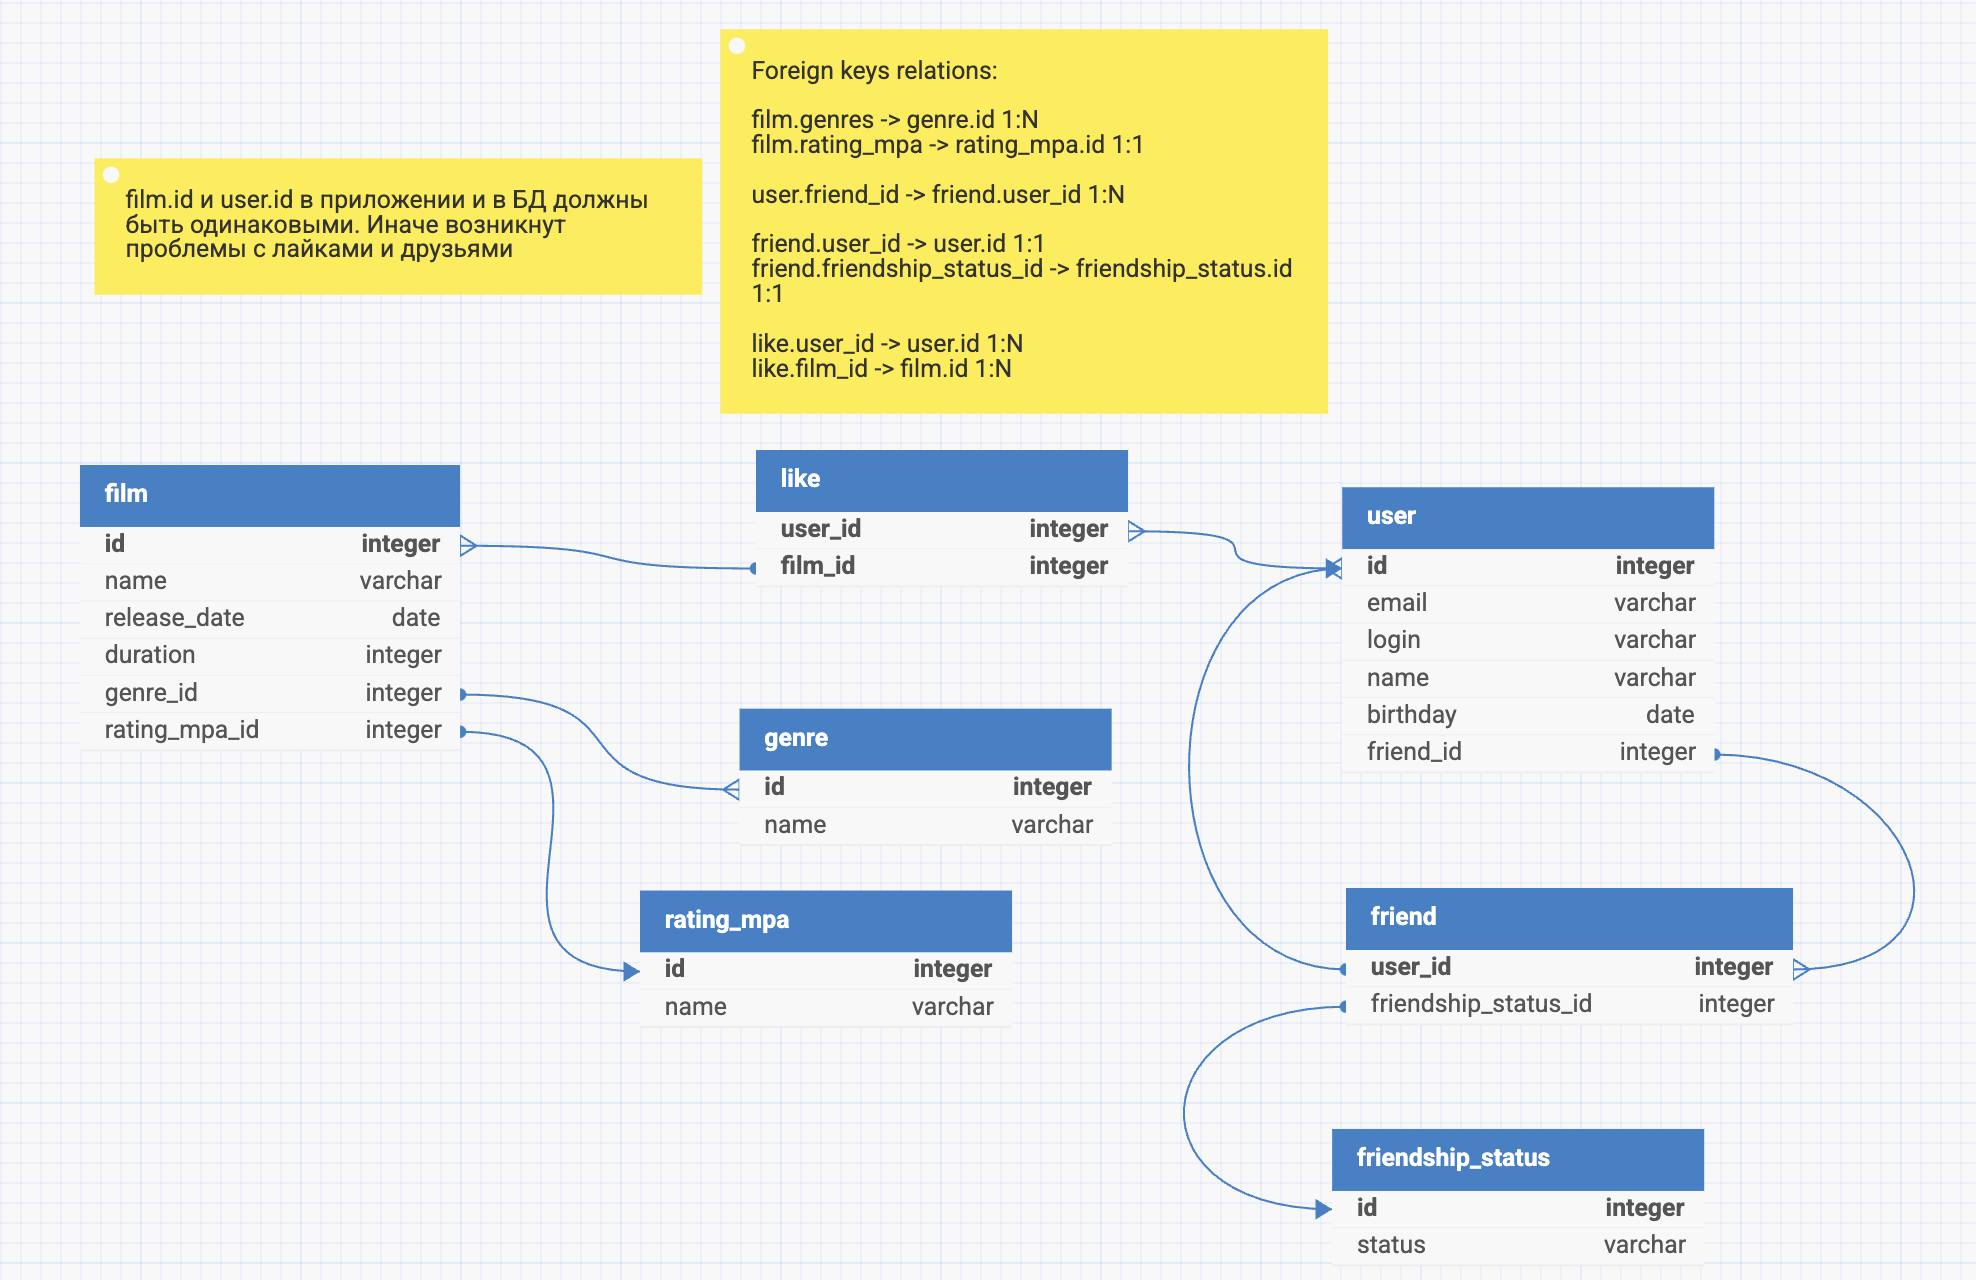 Foreign keys relations:
film.genres -> genre.id 1:N
film.rating_mpa -> rating_mpa.id 1:1
user.friend_id -> friend.user_id 1:N
friend.user_id -> user.id 1:1
friend.friendship_status_id -> friendship_status.id
1:1
like.user_id -> user.id 1:N
like.film_id -> film.id 1:N
film.id и user.id в приложении и в БД должны
быть одинаковыми. Иначе возникнут
проблемы с лайками и друзьями
film
id integer
name varchar
release_date date
duration integer
genre_id integer
rating_mpa_id integer
like
user_id integer
film_id integer
user
id integer
email varchar
login varchar
name varchar
birthday date
friend_id integer
genre
id integer
name varchar
rating_mpa
id integer
name varchar
friend
user_id integer
friendship_status_id integer
friendship_status
id integer
status varchar